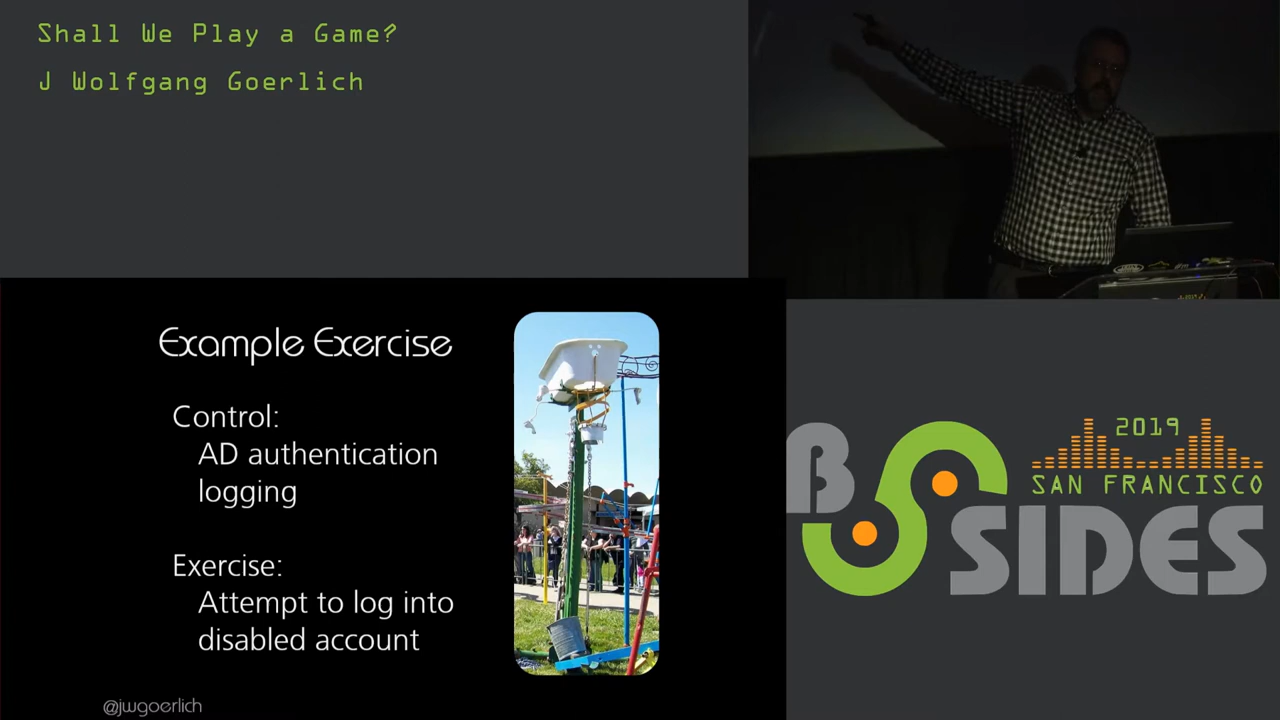 Shall We Play a Game?
J Wolfgang Goerlich
Example Exercise
Control:
AD authentication
logging
Exercise:
Attempt to log into
disabled account
@jwgoerlich
2019
SAN FRANCISCO
BSIDES